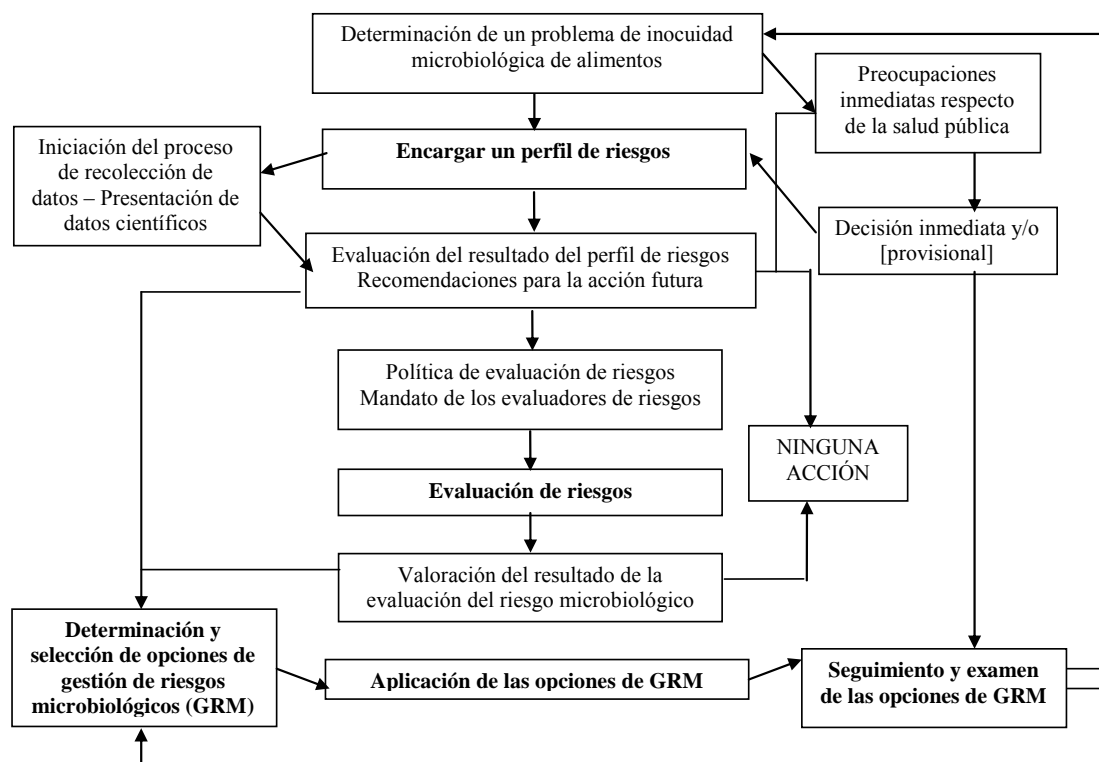 Determinación de un problema de inocuidad
microbiológica de alimentos
Preocupaciones
inmediatas respecto
de la salud pública
Iniciación del proceso
de recolección de
datos – Presentación de
datos científicos
Encargar un perfil de riesgos
Decisión inmediata y/o
[provisional]
Evaluación del resultado del perfil de riesgos
Recomendaciones para la acción futura
Política de evaluación de riesgos
Mandato de los evaluadores de riesgos
NINGUNA
ACCIÓN
Evaluación de riesgos
Valoración del resultado de la
evaluación del riesgo microbiológico
Determinación y
selección de opciones de
gestión de riesgos
microbiológicos (GRM)
Aplicación de las opciones de GRM
Seguimiento y examen
de las opciones de GRM